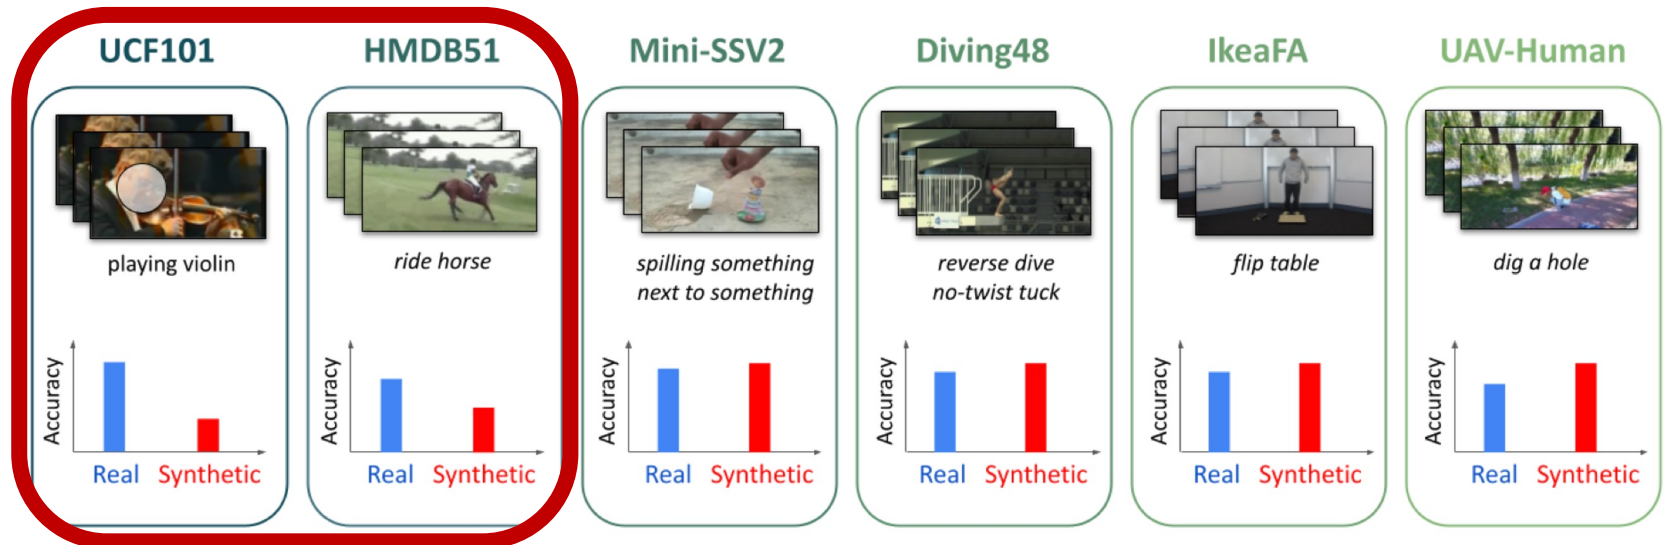 UCF101
HMDB51
Mini-SSV2
Diving48
IkeaFA
UAV-Human
playing violin
ride horse
spilling something
next to something
reverse dive
no-twist tuck
flip table
dig a hole
Accuracy
Real
Synthetic
Accuracy
Real
Synthetic
Accuracy
Real
Synthetic
Accuracy
Real
Synthetic
Accuracy
Real
Synthetic
Accuracy
Real
Synthetic